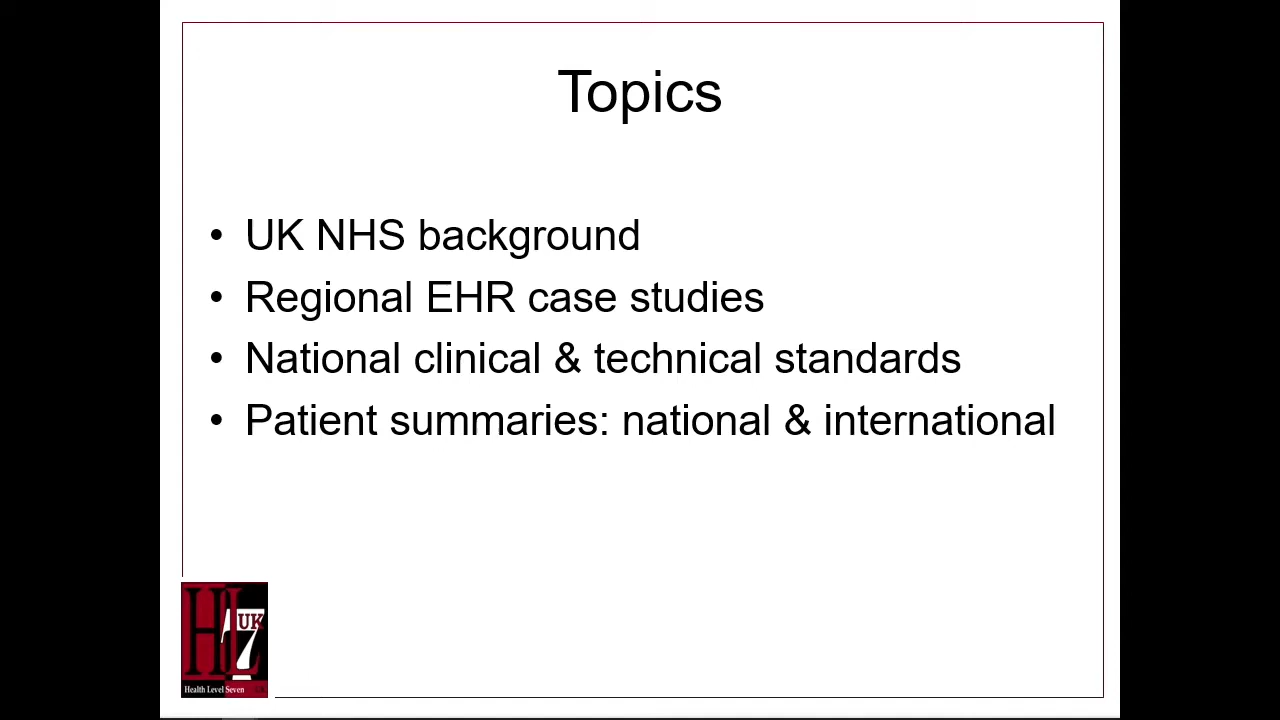 Topics
• UK NHS background
• Regional EHR case studies
• National clinical & technical standards
• Patient summaries: national & international
HL7
UK
Health Level Seven